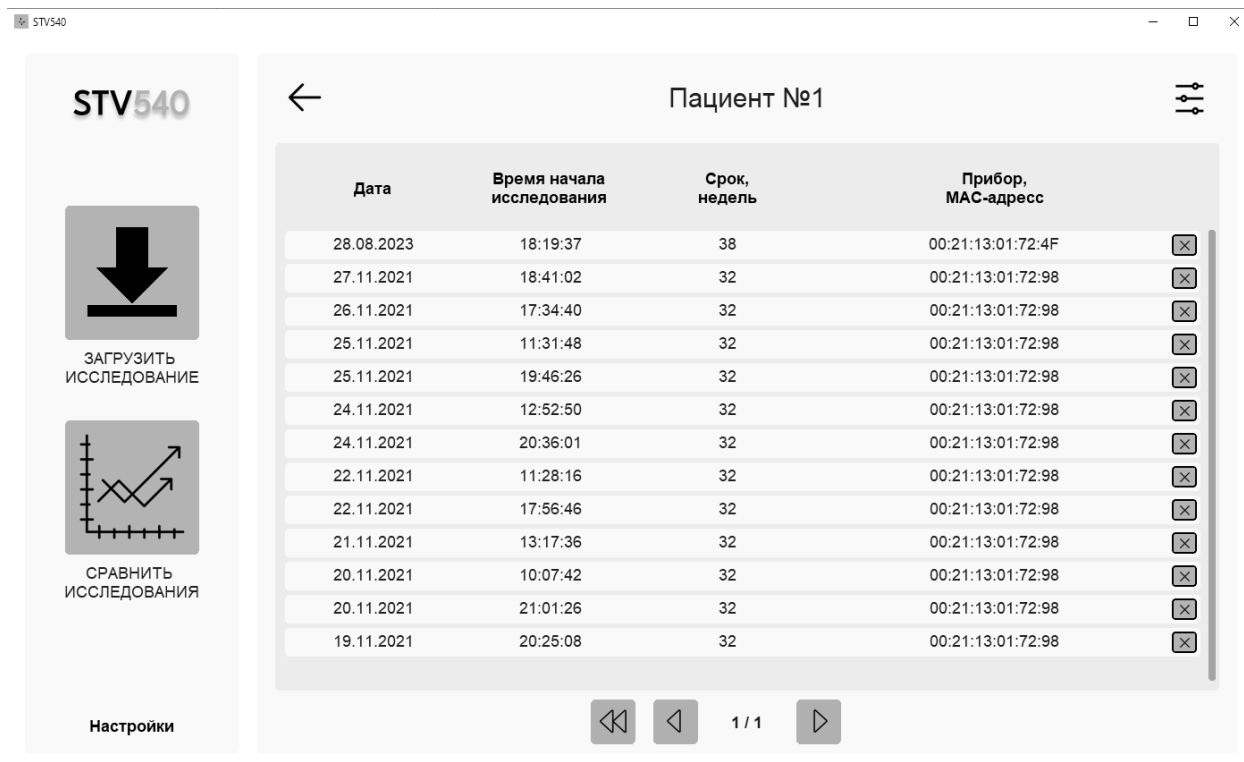 STV540
STV540
Пациент №1
ЗАГРУЗИТЬ
ИССЛЕДОВАНИЕ
СРАВНИТЬ
ИССЛЕДОВАНИЯ
Настройки
Дата
Время начала
исследования
Срок,
недель
Прибор,
MAC-адресс
28.08.2023 18:19:37 38 00:21:13:01:72:4F
27.11.2021 18:41:02 32 00:21:13:01:72:98
26.11.2021 17:34:40 32 00:21:13:01:72:98
25.11.2021 11:31:48 32 00:21:13:01:72:98
25.11.2021 19:46:26 32 00:21:13:01:72:98
24.11.2021 12:52:50 32 00:21:13:01:72:98
24.11.2021 20:36:01 32 00:21:13:01:72:98
22.11.2021 11:28:16 32 00:21:13:01:72:98
22.11.2021 17:56:46 32 00:21:13:01:72:98
21.11.2021 13:17:36 32 00:21:13:01:72:98
20.11.2021 10:07:42 32 00:21:13:01:72:98
20.11.2021 21:01:26 32 00:21:13:01:72:98
19.11.2021 20:25:08 32 00:21:13:01:72:98
1 / 1